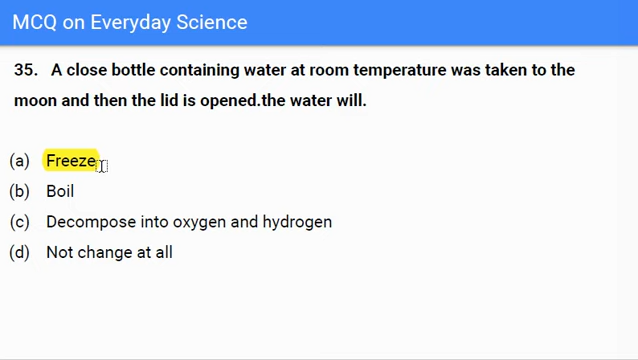 MCQ on Everyday Science
35. A close bottle containing water at room temperature was taken to the
moon and then the lid is opened.the water will.
(a) Freeze
(b) Boil
(c) Decompose into oxygen and hydrogen
(d) Not change at all